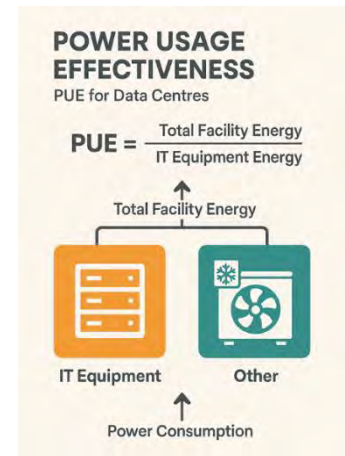 POWER USAGE
EFFECTIVENESS
PUE for Data Centres
PUE = Total Facility Energy
IT Equipment Energy
Total Facility Energy
IT Equipment Other
Power Consumption